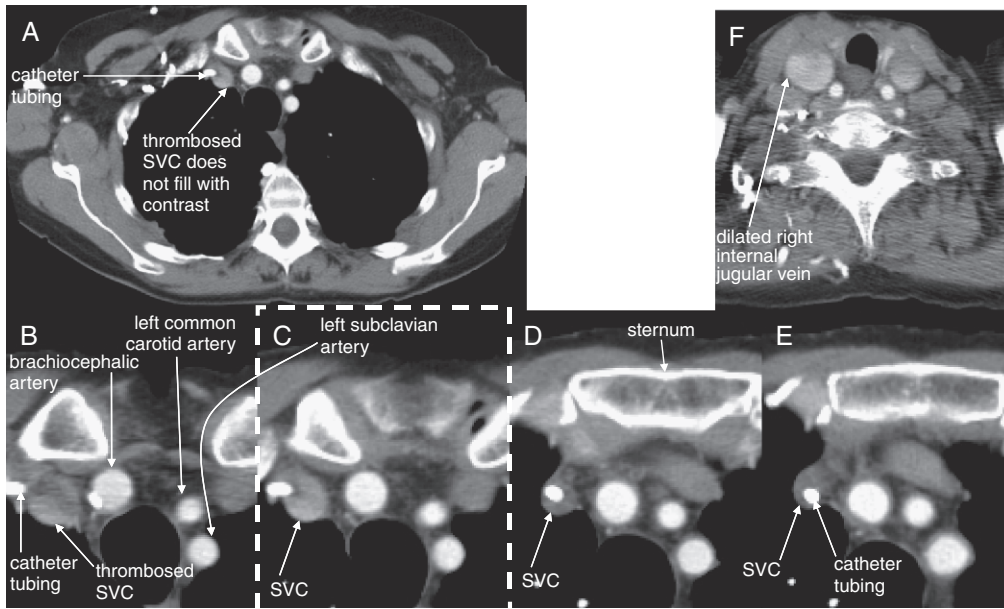 A
catheter
tubing
thrombosed
SVC does
not fill with
contrast
F
dilated right
internal
jugular vein
B
left common
carotid artery
brachiocephalic
artery
catheter
tubing
thrombosed
SVC
C
left subclavian
artery
SVC
D
sternum
SVC
E
SVC
catheter
tubing